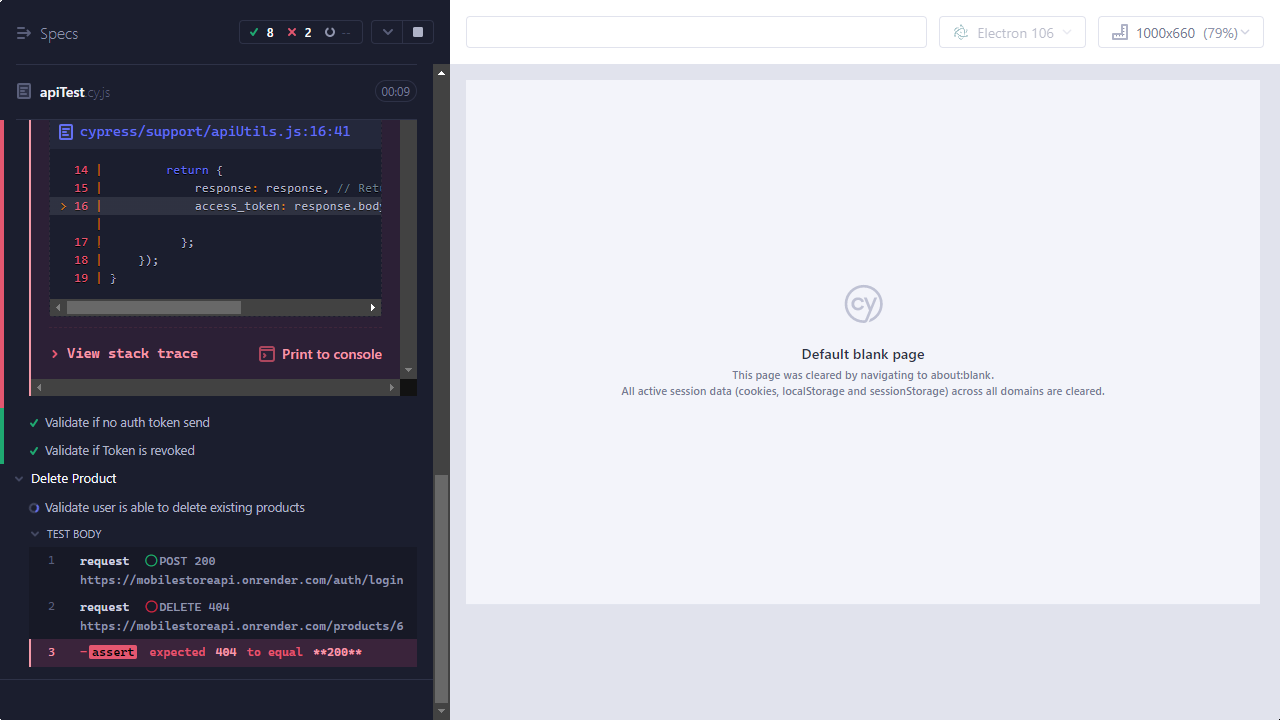 Specs
8 2 --
Electron 106
1000x660 (79%)
apiTest.cy.js
00:09
cypress/support/apiUtils.js:16:41
14 | return {
15 | response: response, // Retu
> 16 | access_token: response.body
|
17 | };
18 | });
19 | }
View stack trace
Print to console
Validate if no auth token send
Validate if Token is revoked
Delete Product
Validate user is able to delete existing products
TEST BODY
1 request POST 200
https://mobilestoreapi.onrender.com/auth/login
2 request DELETE 404
https://mobilestoreapi.onrender.com/products/6
3 -assert expected 404 to equal **200**
cy
Default blank page
This page was cleared by navigating to about:blank.
All active session data (cookies, localStorage and sessionStorage) across all domains are cleared.